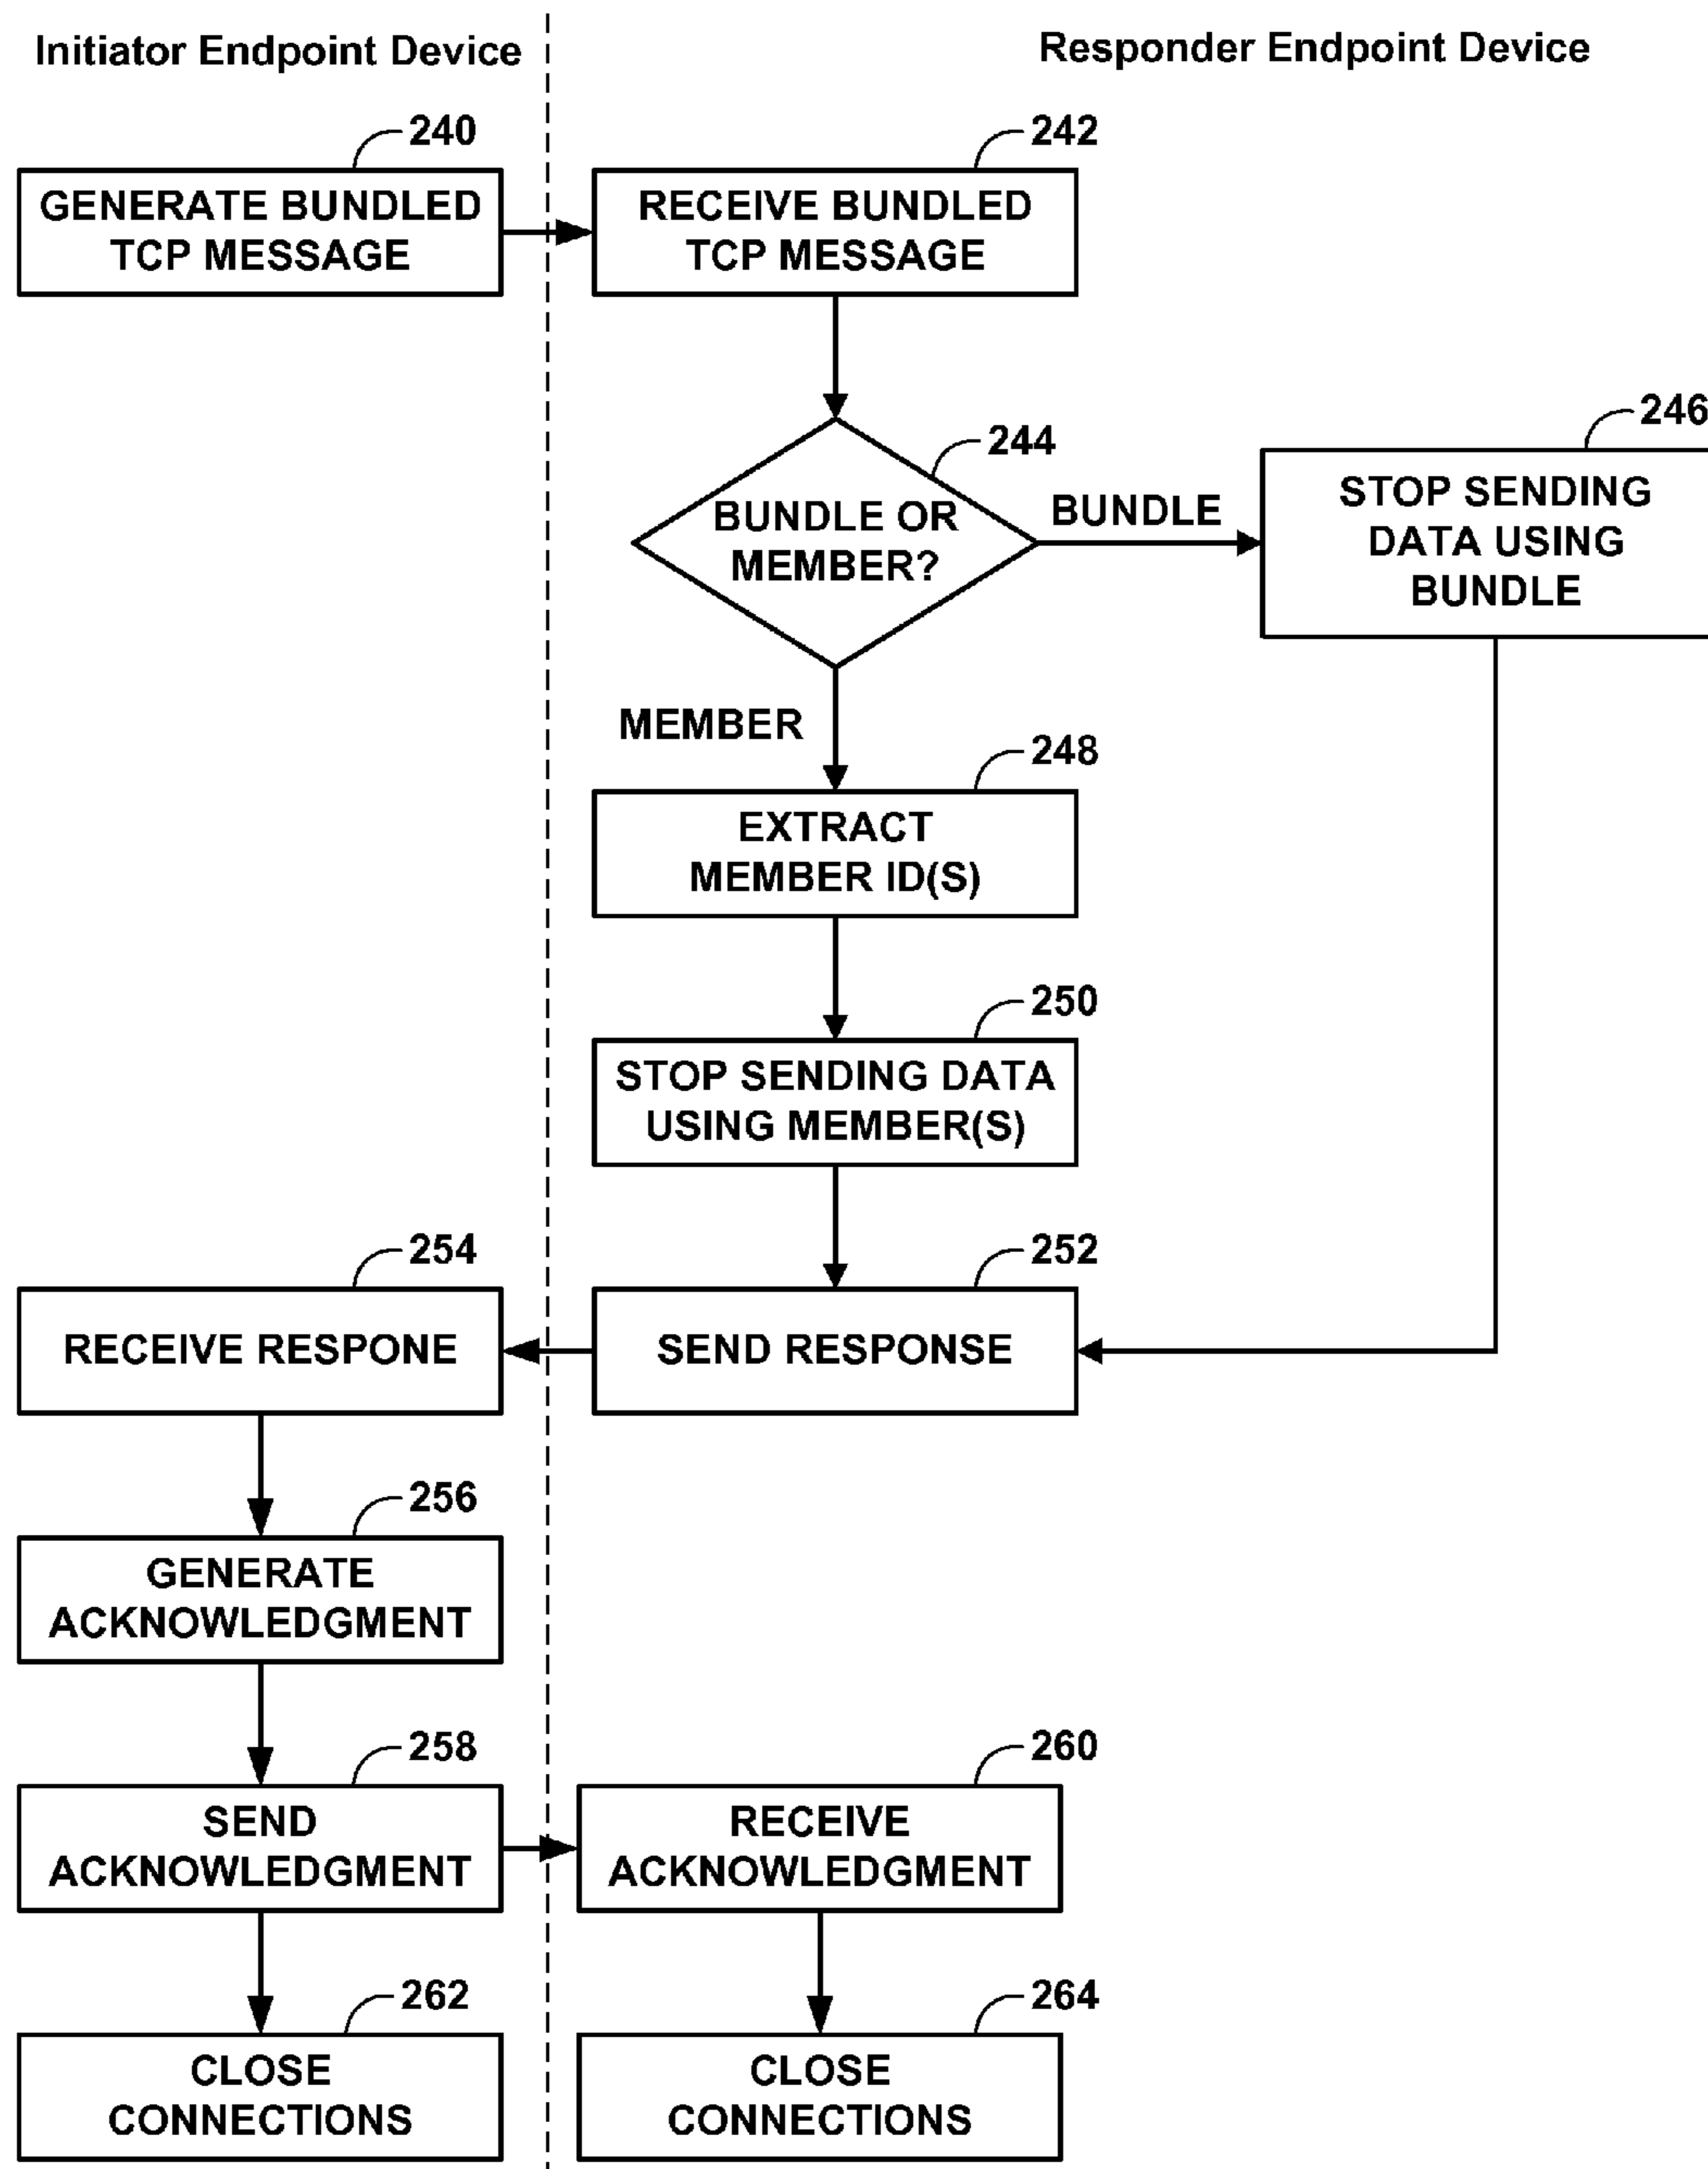 Initiator Endpoint Device
Responder Endpoint Device
240
242
GENERATE BUNDLED
TCP MESSAGE
RECEIVE BUNDLED
TCP MESSAGE
244
246
BUNDLE OR
MEMBER?
BUNDLE
STOP SENDING
DATA USING
BUNDLE
MEMBER
248
EXTRACT
MEMBER ID(S)
250
STOP SENDING DATA
USING MEMBER(S)
254
252
RECEIVE RESPONE
SEND RESPONSE
256
GENERATE
ACKNOWLEDGMENT
258
260
SEND
ACKNOWLEDGMENT
RECEIVE
ACKNOWLEDGMENT
262
264
CLOSE
CONNECTIONS
CLOSE
CONNECTIONS